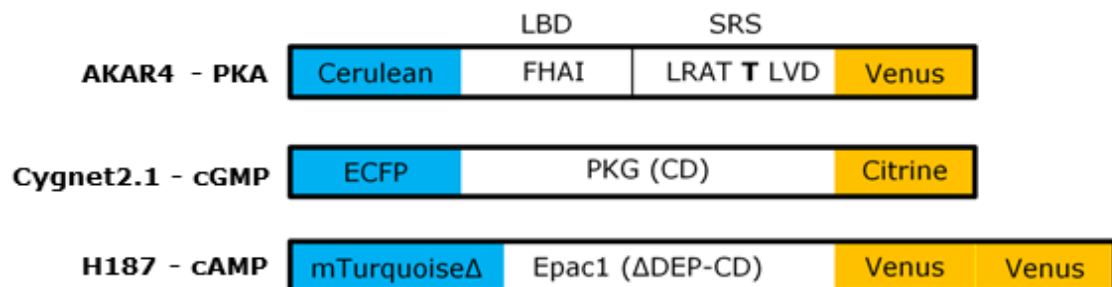 LBD SRS
AKAR4 - PKA Cerulean FHAI LRAT T LVD Venus
Cygnet2.1 - cGMP ECFP PKG (CD) Citrine
H187 - cAMP mTurquoiseΔ Epac1 (ΔDEP-CD) Venus Venus